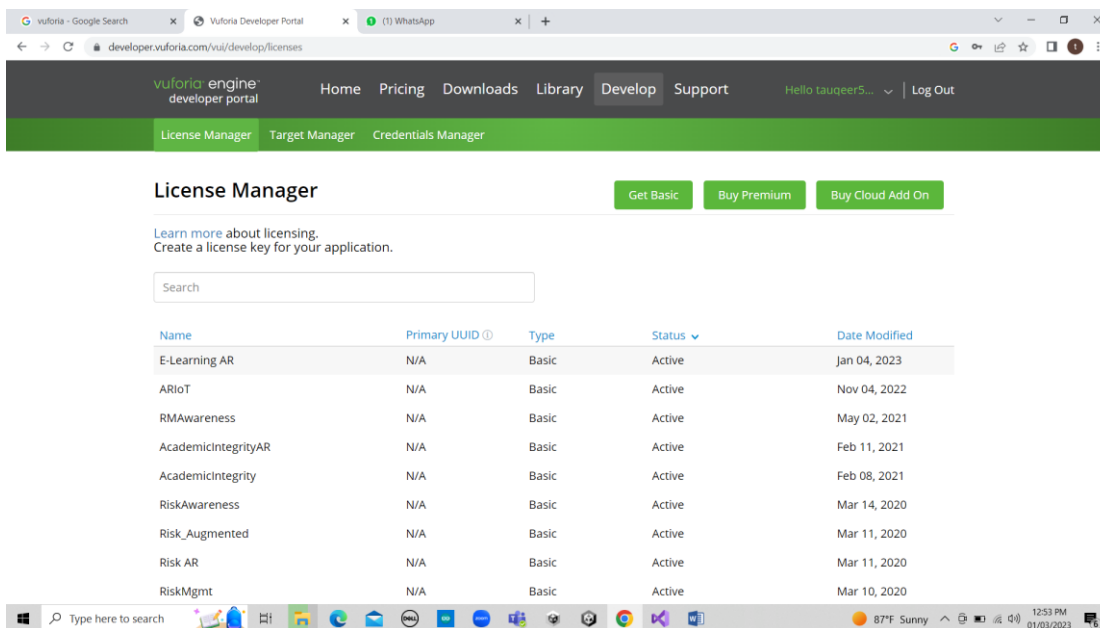 vuforia - Google Search
Vuforia Developer Portal
(1) WhatsApp
developer.vuforia.com/vui/develop/licenses
vuforia engine™
developer portal
Home Pricing Downloads Library Develop Support
Hello tauqeer5... | Log Out
License Manager Target Manager Credentials Manager
License Manager
Get Basic Buy Premium Buy Cloud Add On
Learn more about licensing.
Create a license key for your application.
Search
Name Primary UUID Type Status Date Modified
E-Learning AR N/A Basic Active Jan 04, 2023
ARIoT N/A Basic Active Nov 04, 2022
RMAwareness N/A Basic Active May 02, 2021
AcademicIntegrityAR N/A Basic Active Feb 11, 2021
AcademicIntegrity N/A Basic Active Feb 08, 2021
RiskAwareness N/A Basic Active Mar 14, 2020
Risk_Augmented N/A Basic Active Mar 11, 2020
Risk AR N/A Basic Active Mar 11, 2020
RiskMgmt N/A Basic Active Mar 10, 2020
Type here to search
87°F Sunny
12:53 PM
01/03/2023